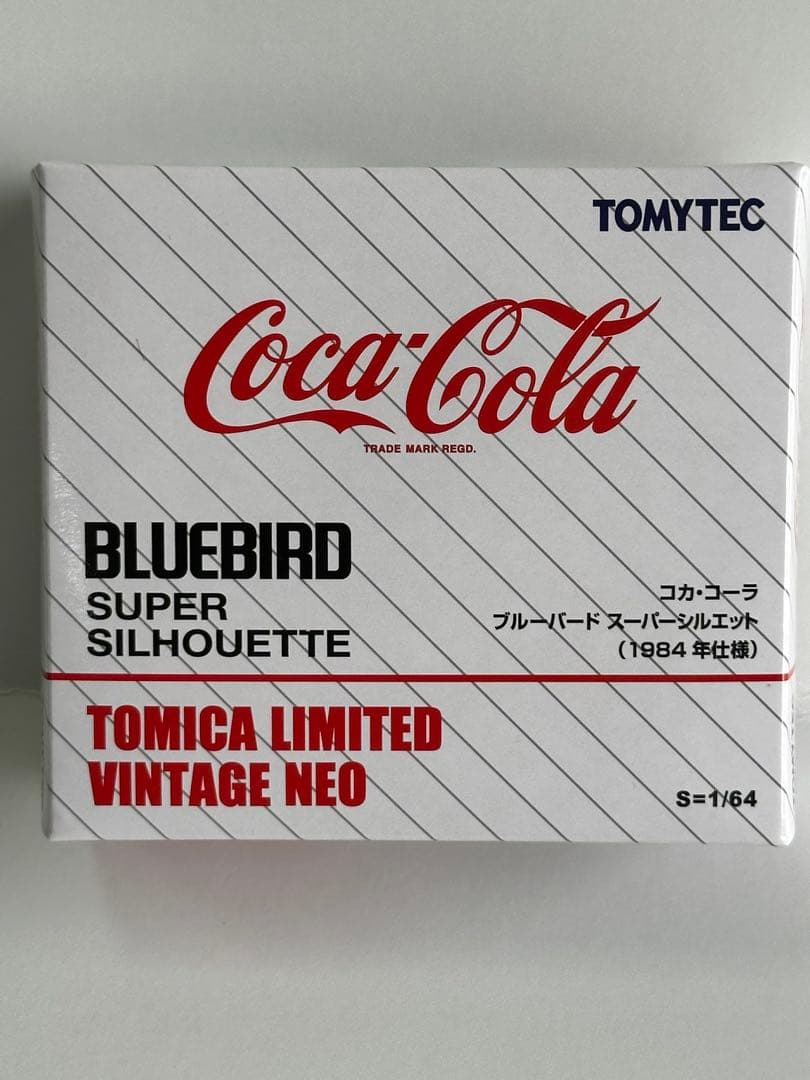 TOMYTEC
Coca-Cola
TRADE MARK REGD.
BLUEBIRD
SUPER
SILHOUETTE
コカ・コーラ
ブルーバード スーパーシルエット
(1984 年仕様)
TOMICA LIMITED
VINTAGE NEO
S=1/64